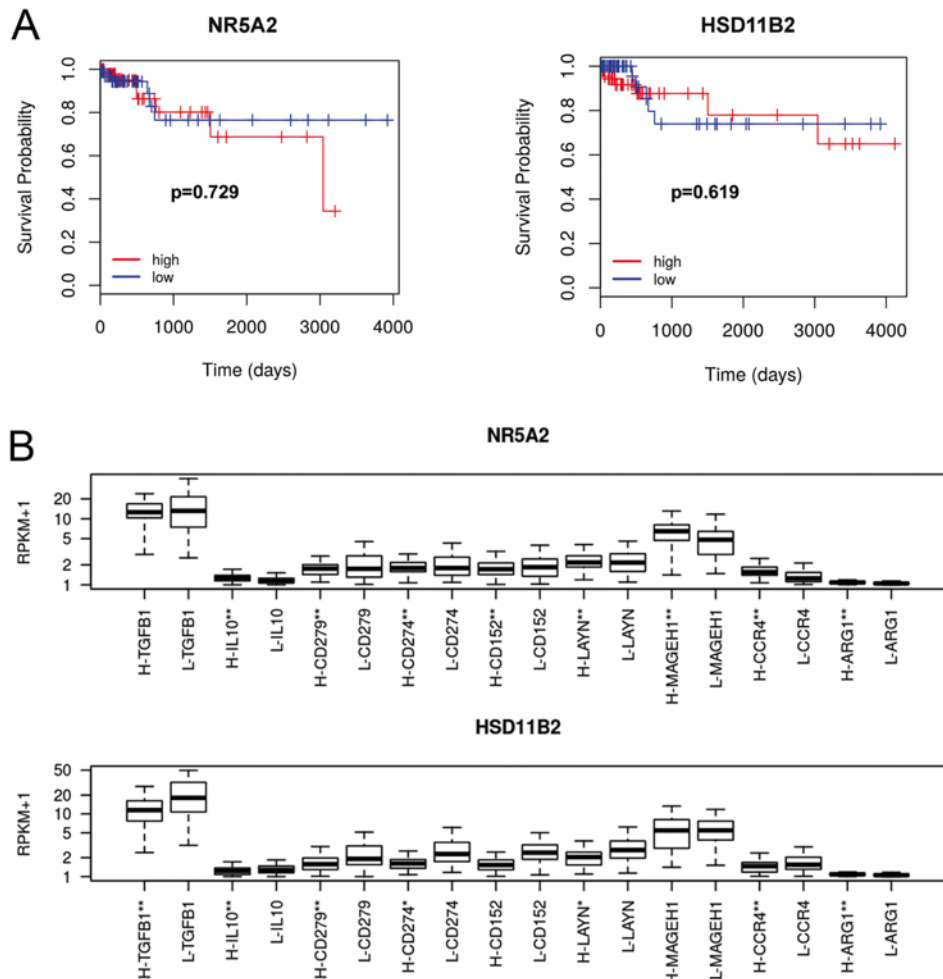 A
NR5A2
HSD11B2
Survival Probability
0.0 0.2 0.4 0.6 0.8 1.0
p=0.729
high
low
0 1000 2000 3000 4000
Time (days)
Survival Probability
0.0 0.2 0.4 0.6 0.8 1.0
p=0.619
high
low
0 1000 2000 3000 4000
Time (days)
B
NR5A2
RPKM+1
20
10
5
2
1
H-TGFB1
L-TGFB1
H-IL10**
L-IL10
H-CD279**
L-CD279
H-CD274**
L-CD274
H-CD152**
L-CD152
H-LAYN**
L-LAYN
H-MAGEH1**
L-MAGEH1
H-CCR4**
L-CCR4
H-ARG1**
L-ARG1
HSD11B2
RPKM+1
50
20
10
5
2
1
H-TGFB1**
L-TGFB1
H-IL10**
L-IL10
H-CD279**
L-CD279
H-CD274*
L-CD274
H-CD152
L-CD152
H-LAYN*
L-LAYN
H-MAGEH1
L-MAGEH1
H-CCR4**
L-CCR4
H-ARG1**
L-ARG1